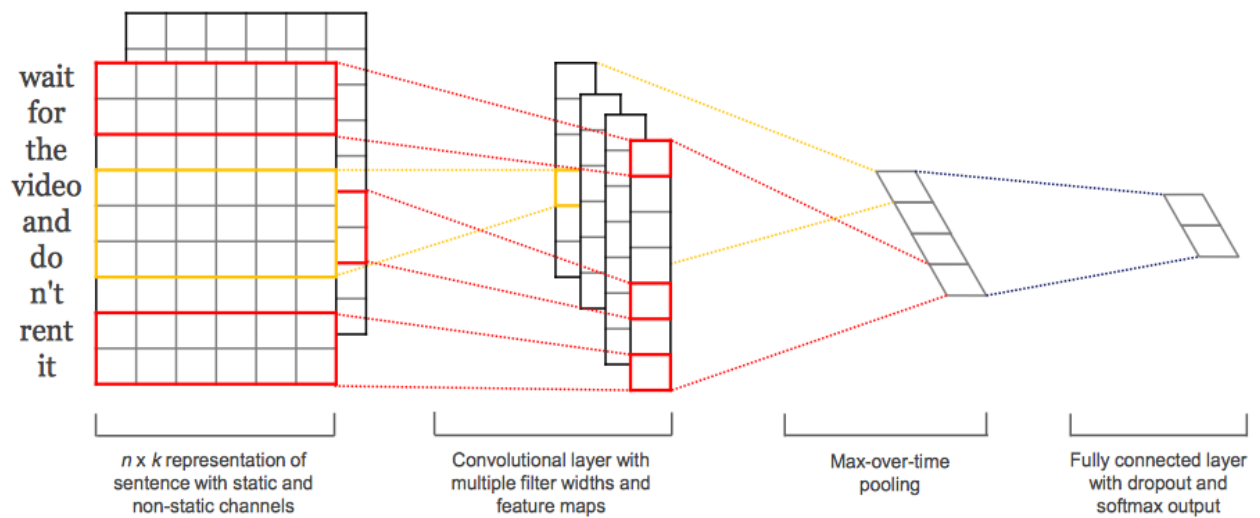 wait
for
the
video
and
do
n't
rent
it
n x k representation of
sentence with static and
non-static channels
Convolutional layer with
multiple filter widths and
feature maps
Max-over-time
pooling
Fully connected layer
with dropout and
softmax output